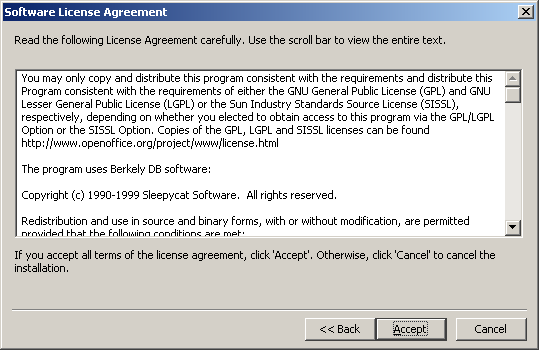 Software License Agreement
Read the following License Agreement carefully. Use the scroll bar to view the entire text.
You may only copy and distribute this program consistent with the requirements and distribute this
Program consistent with the requirements of either the GNU General Public License (GPL) and GNU
Lesser General Public License (LGPL) or the Sun Industry Standards Source License (SISSL),
respectively, depending on whether you elected to obtain access to this program via the GPL/LGPL
Option or the SISSL Option. Copies of the GPL, LGPL and SISSL licenses can be found
http://www.openoffice.org/project/www/license.html
The program uses Berkely DB software:
Copyright (c) 1990-1999 Sleepycat Software.  All rights reserved.
Redistribution and use in source and binary forms, with or without modification, are permitted
provided that the following conditions are met:
If you accept all terms of the license agreement, click 'Accept'. Otherwise, click 'Cancel' to cancel the
installation.
<< Back
Accept
Cancel